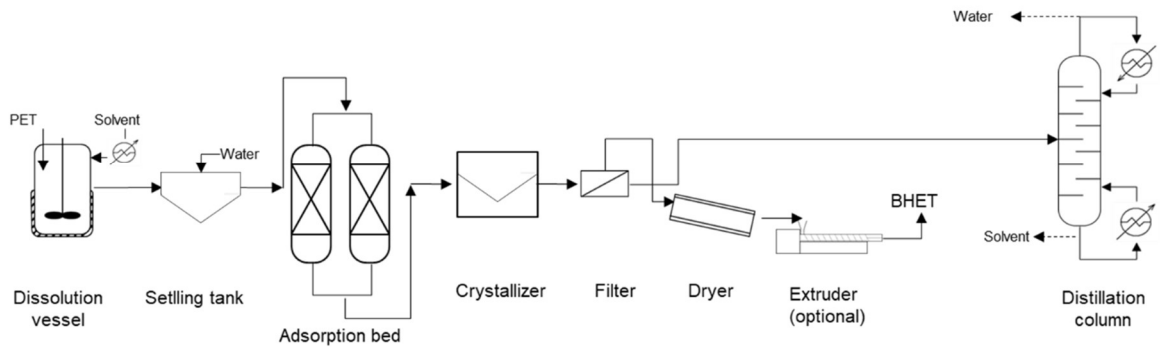 Water
PET
Solvent
Water
BHET
Solvent
Dissolution
vessel
Setlling tank
Adsorption bed
Crystallizer
Filter
Dryer
Extruder
(optional)
Distillation
column